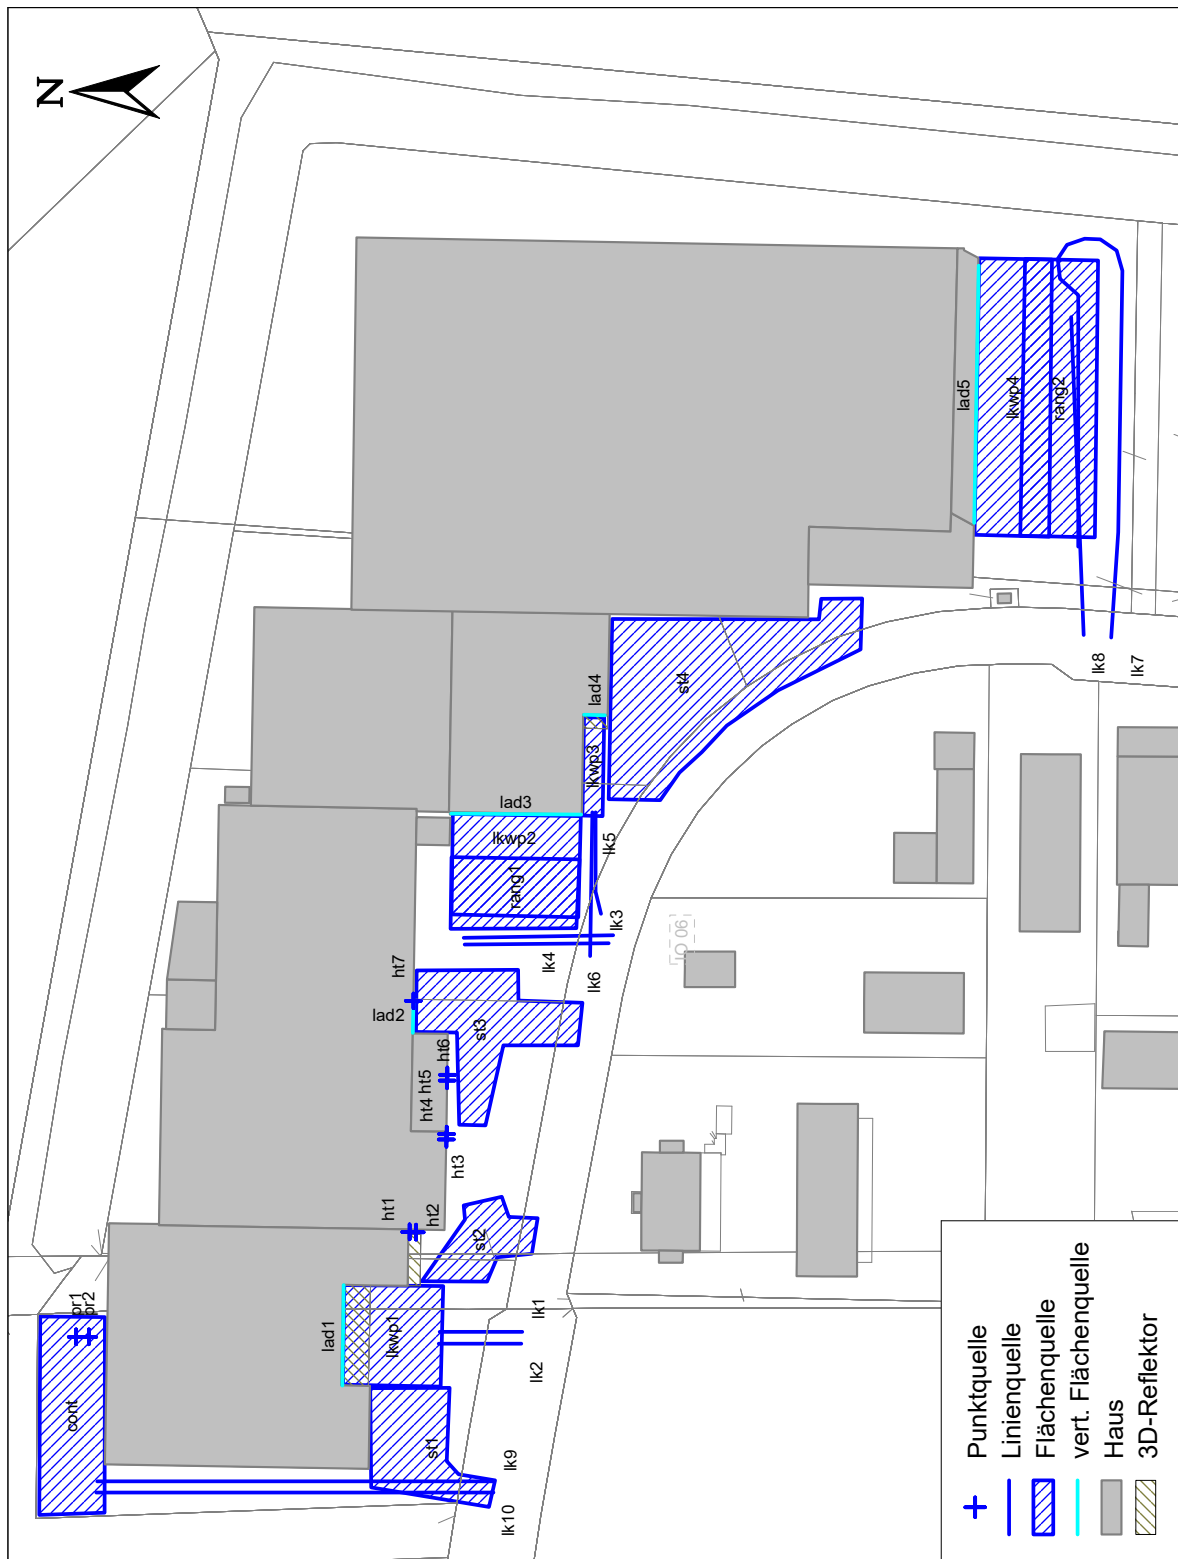 N
cont
pr1
pr2
lad1
lkwp1
st1
lk9
lk10
lk2
lk1
ht1
ht2
st2
ht3
ht4
ht5
ht6
lad2
ht7
st3
lk4
lk6
lk3
lk5
rang1
lkwp2
lad3
lkwp3
lad4
st4
IO 06
lad5
lkwp4
rang2
lk8
lk7
Punktquelle
Linienquelle
Flächenquelle
vert. Flächenquelle
Haus
3D-Reflektor